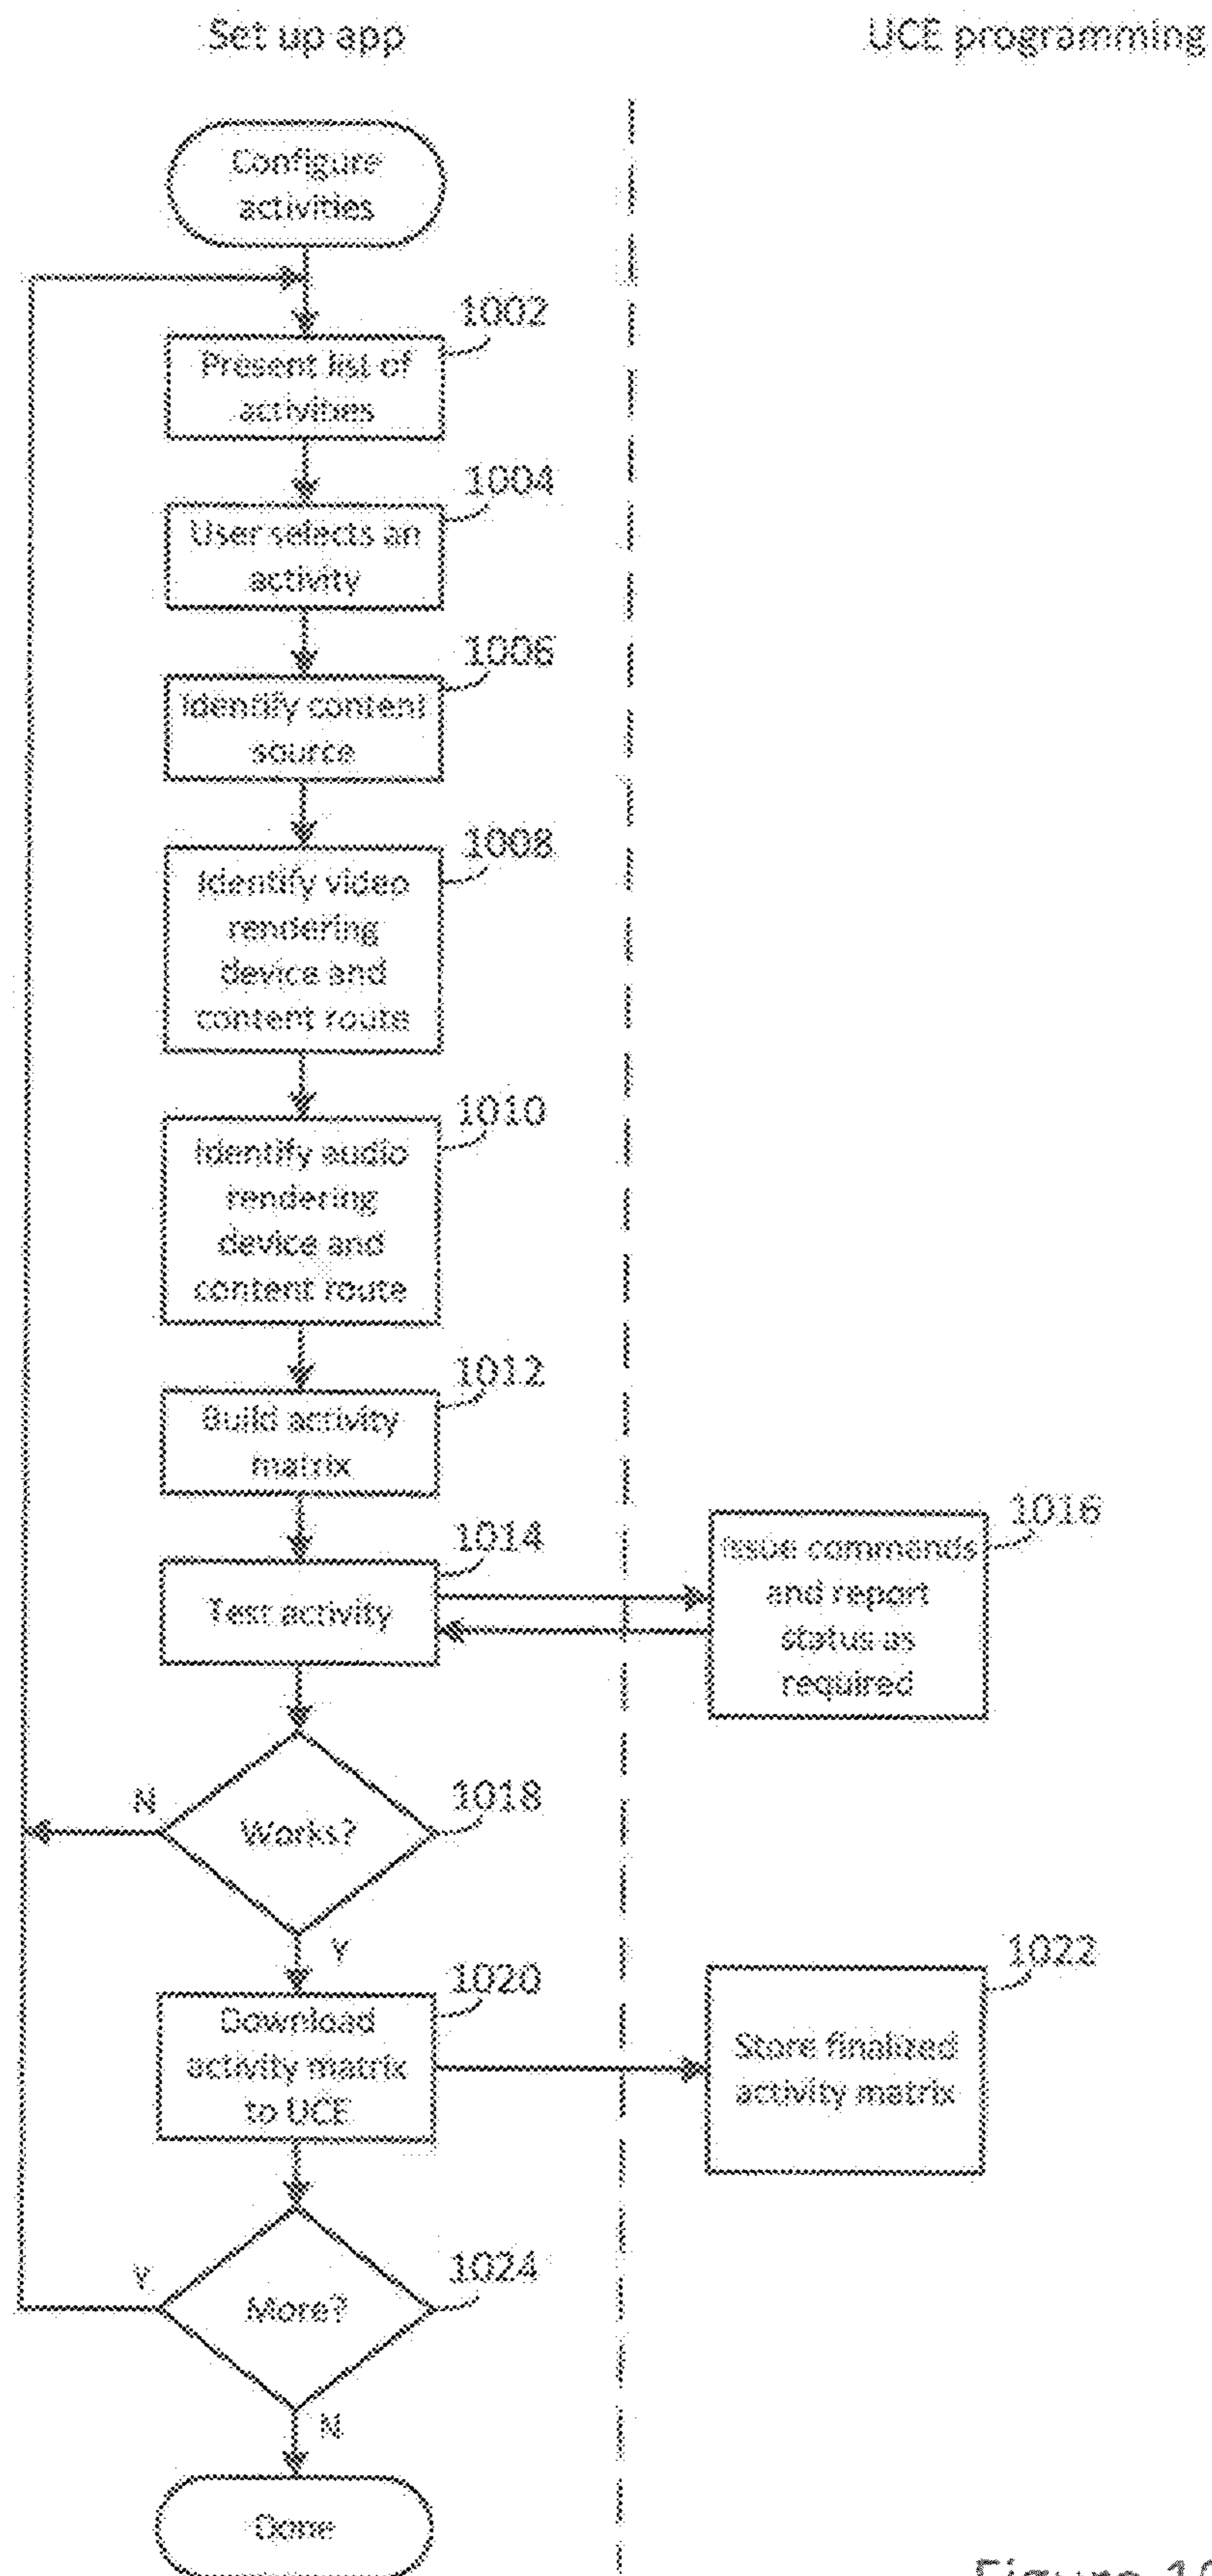 Set up app
UCE programming
Configure
activities
1002
Present list of
activities
1004
User selects an
activity
1006
Identify content
source
1008
Identify video
rendering
device and
content route
1010
Identify audio
rendering
device and
content route
1012
Build activity
matrix
1014
Test activity
1016
Issue commands
and report
status as
required
1018
Works?
N
Y
1020
Download
activity matrix
to UCE
1022
Store finalized
activity matrix
1024
More?
Y
N
Done
Figure 10